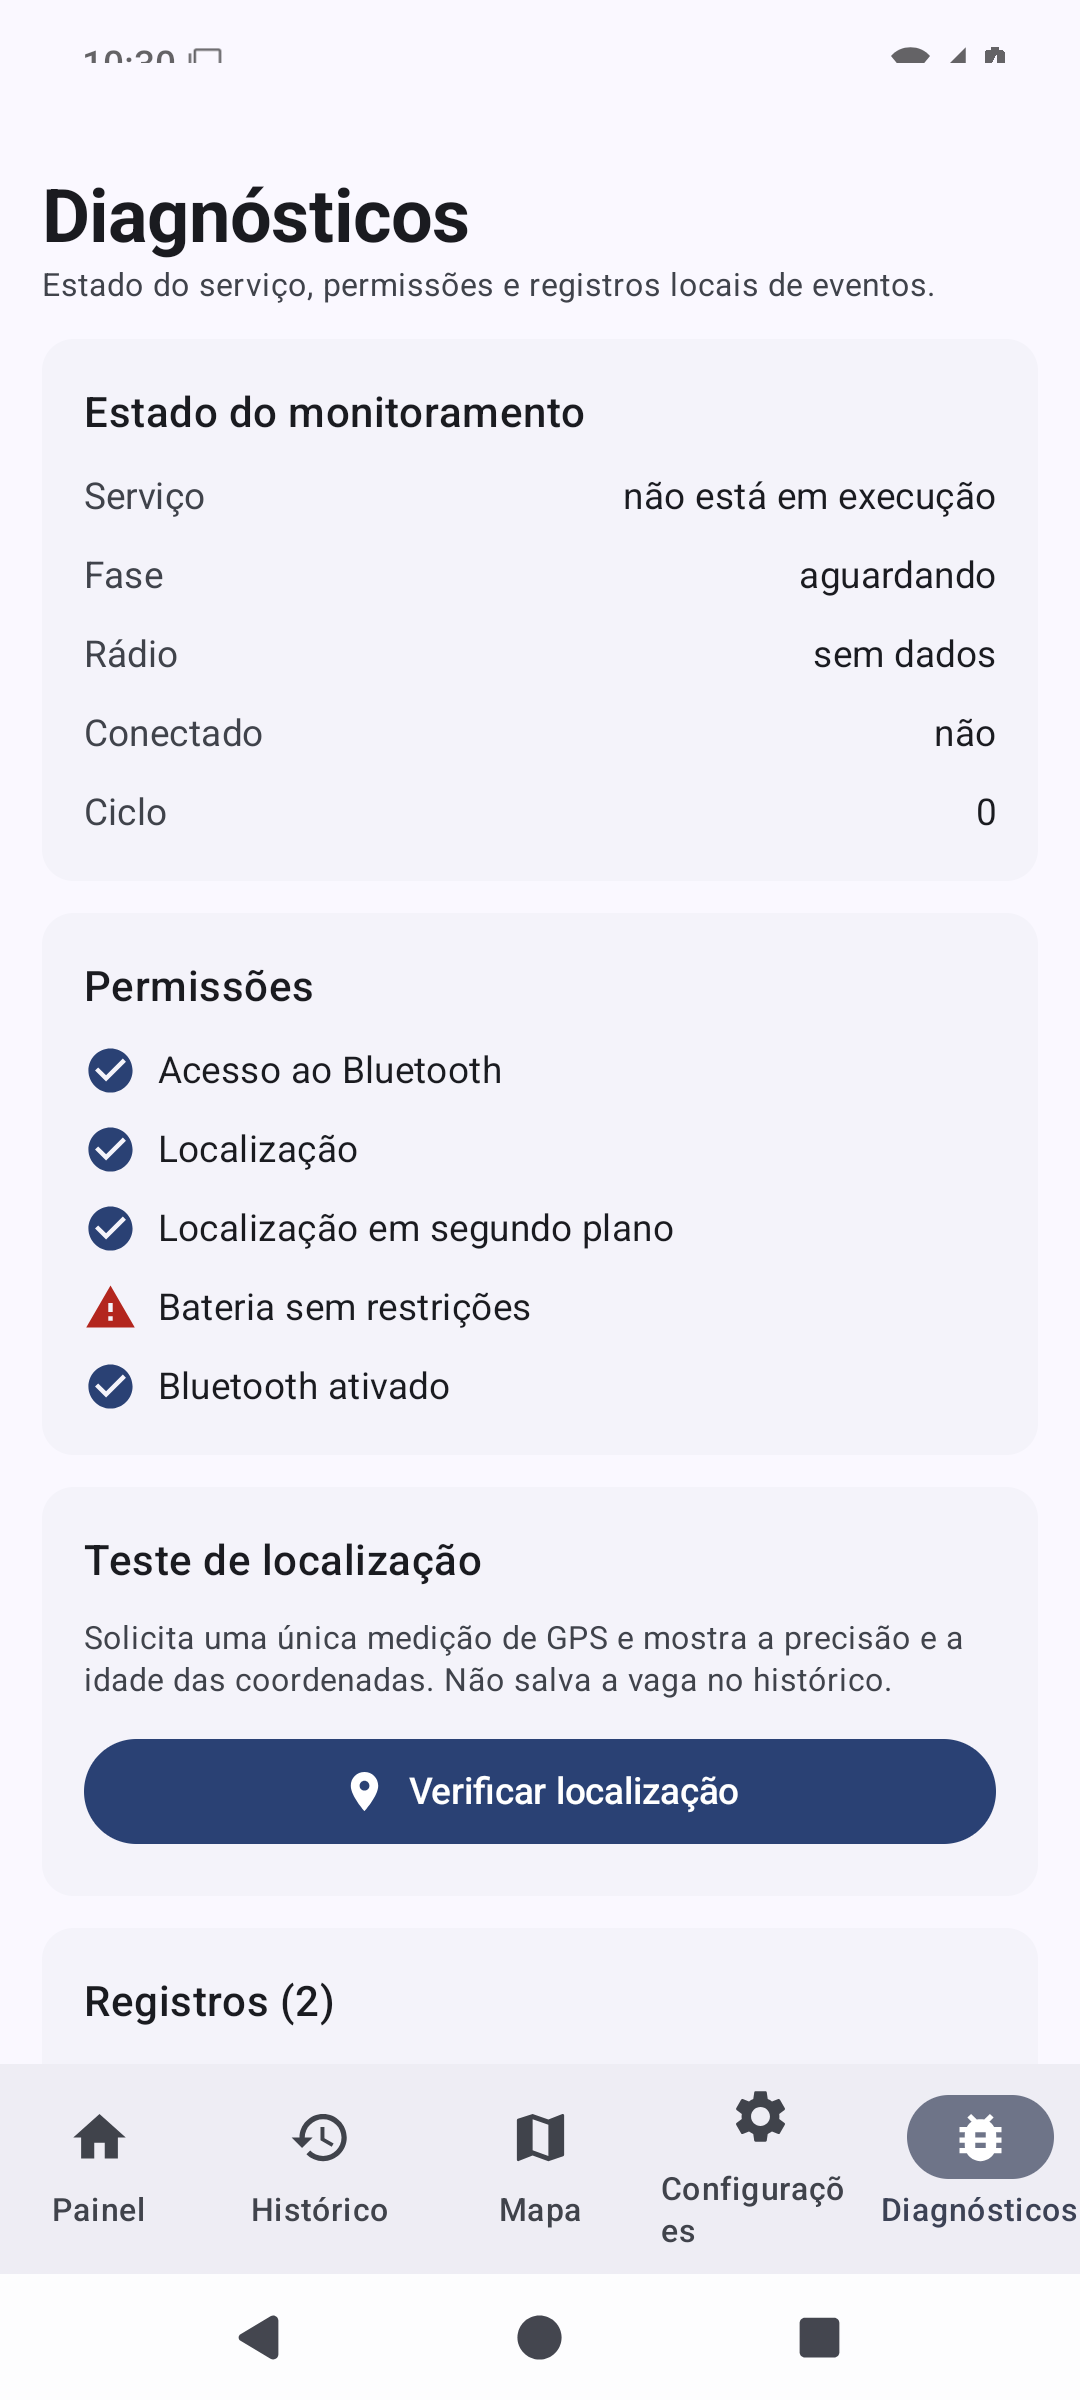 10:30
Diagnósticos
Estado do serviço, permissões e registros locais de eventos.
Estado do monitoramento
Serviço não está em execução
Fase aguardando
Rádio sem dados
Conectado não
Ciclo 0
Permissões
Acesso ao Bluetooth
Localização
Localização em segundo plano
Bateria sem restrições
Bluetooth ativado
Teste de localização
Solicita uma única medição de GPS e mostra a precisão e a
idade das coordenadas. Não salva a vaga no histórico.
Verificar localização
Registros (2)
Painel
Histórico
Mapa
Configuraçõ
es
Diagnósticos